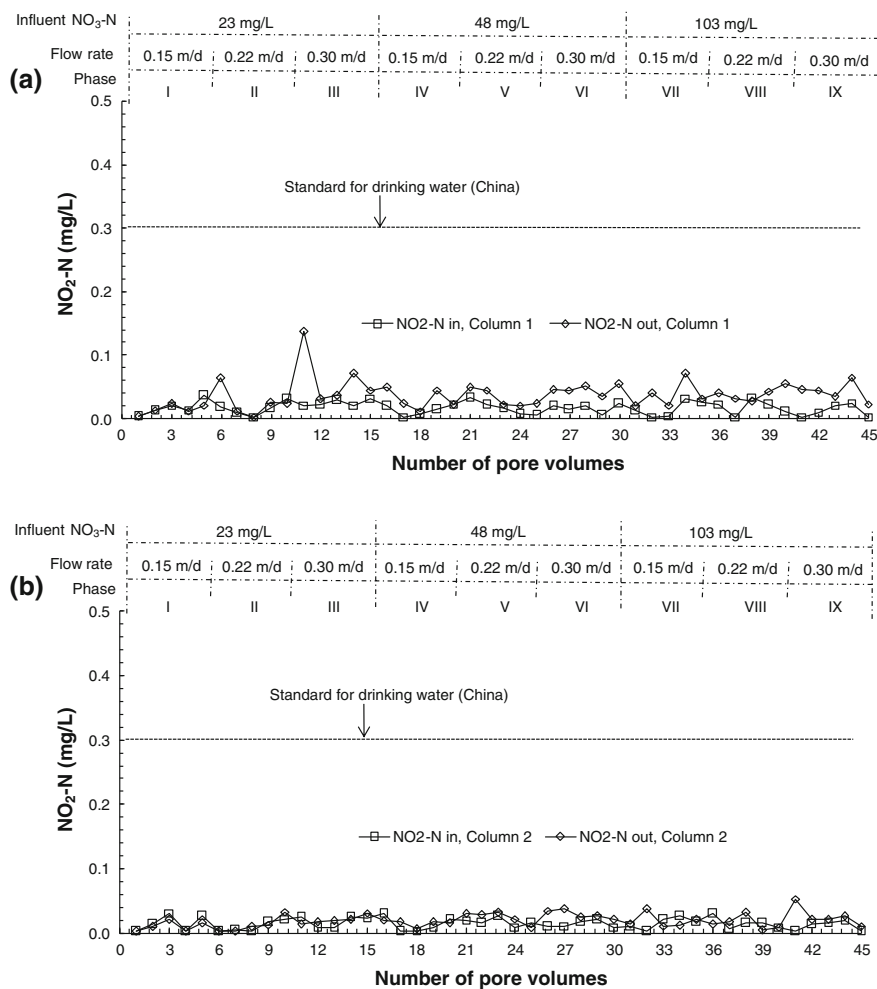 Influent NO₃-N 23 mg/L 48 mg/L 103 mg/L
Flow rate 0.15 m/d 0.22 m/d 0.30 m/d 0.15 m/d 0.22 m/d 0.30 m/d 0.15 m/d 0.22 m/d 0.30 m/d
Phase I II III IV V VI VII VIII IX
(a)
0.5
0.4
0.3
0.2
0.1
0.0
NO₂-N (mg/L)
Standard for drinking water (China)
NO2-N in, Column 1 NO2-N out, Column 1
0 3 6 9 12 15 18 21 24 27 30 33 36 39 42 45
Number of pore volumes
Influent NO₃-N 23 mg/L 48 mg/L 103 mg/L
Flow rate 0.15 m/d 0.22 m/d 0.30 m/d 0.15 m/d 0.22 m/d 0.30 m/d 0.15 m/d 0.22 m/d 0.30 m/d
Phase I II III IV V VI VII VIII IX
(b)
0.5
0.4
0.3
0.2
0.1
0.0
NO₂-N (mg/L)
Standard for drinking water (China)
NO2-N in, Column 2 NO2-N out, Column 2
0 3 6 9 12 15 18 21 24 27 30 33 36 39 42 45
Number of pore volumes